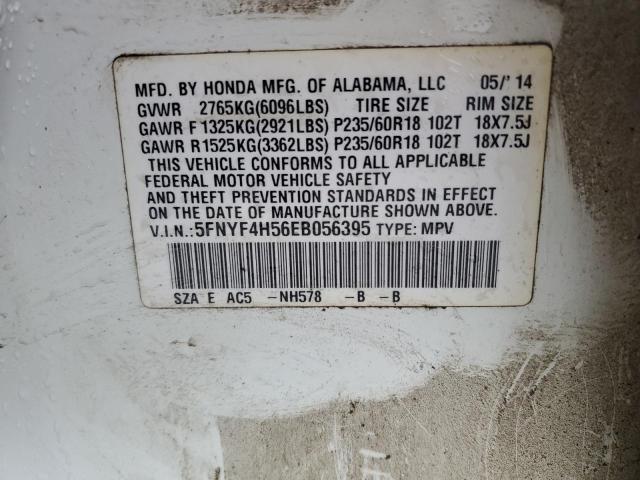 MFD. BY HONDA MFG. OF ALABAMA, LLC 05/'14
GVWR 2765KG(6096LBS) TIRE SIZE RIM SIZE
GAWR F1325KG(2921LBS) P235/60R18 102T 18X7.5J
GAWR R1525KG(3362LBS) P235/60R18 102T 18X7.5J
THIS VEHICLE CONFORMS TO ALL APPLICABLE
FEDERAL MOTOR VEHICLE SAFETY
AND THEFT PREVENTION STANDARDS IN EFFECT
ON THE DATE OF MANUFACTURE SHOWN ABOVE.
V.I.N.:5FNYF4H56EB056395 TYPE: MPV
SZA E AC5 -NH578 -B -B